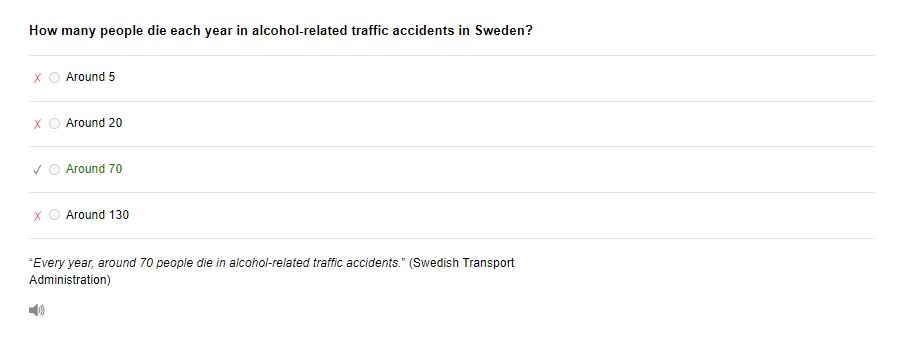 How many people die each year in alcohol-related traffic accidents in Sweden?
X Around 5
X Around 20
✓ Around 70
X Around 130
“Every year, around 70 people die in alcohol-related traffic accidents.” (Swedish Transport
Administration)